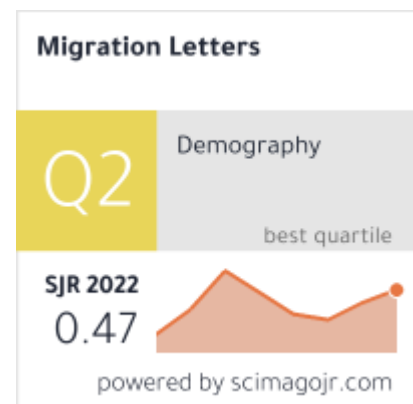 Migration Letters
Q2
Demography
best quartile
SJR 2022
0.47
powered by scimagojr.com